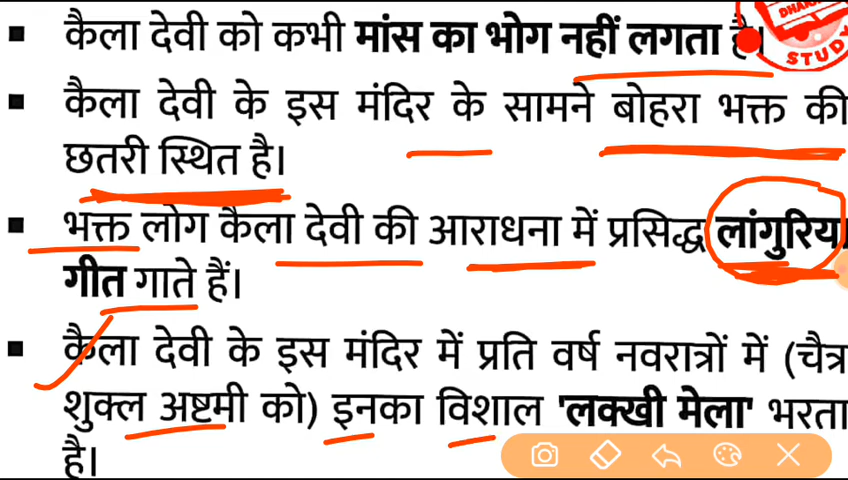 कैला देवी को कभी मांस का भोग नहीं लगता है।
कैला देवी के इस मंदिर के सामने बोहरा भक्त की
छतरी स्थित है।
भक्त लोग कैला देवी की आराधना में प्रसिद्ध लांगुरिया
गीत गाते हैं।
कैला देवी के इस मंदिर में प्रति वर्ष नवरात्रों में (चैत्र
शुक्ल अष्टमी को) इनका विशाल 'लक्खी मेला' भरता
है।
STUDY